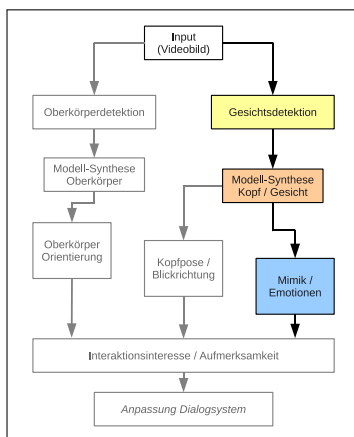 Input
(Videobild)
Oberkörperdetektion
Gesichtsdetektion
Modell-Synthese
Oberkörper
Modell-Synthese
Kopf / Gesicht
Oberkörper
Orientierung
Kopfpose /
Blickrichtung
Mimik /
Emotionen
Interaktionsinteresse / Aufmerksamkeit
Anpassung Dialogsystem